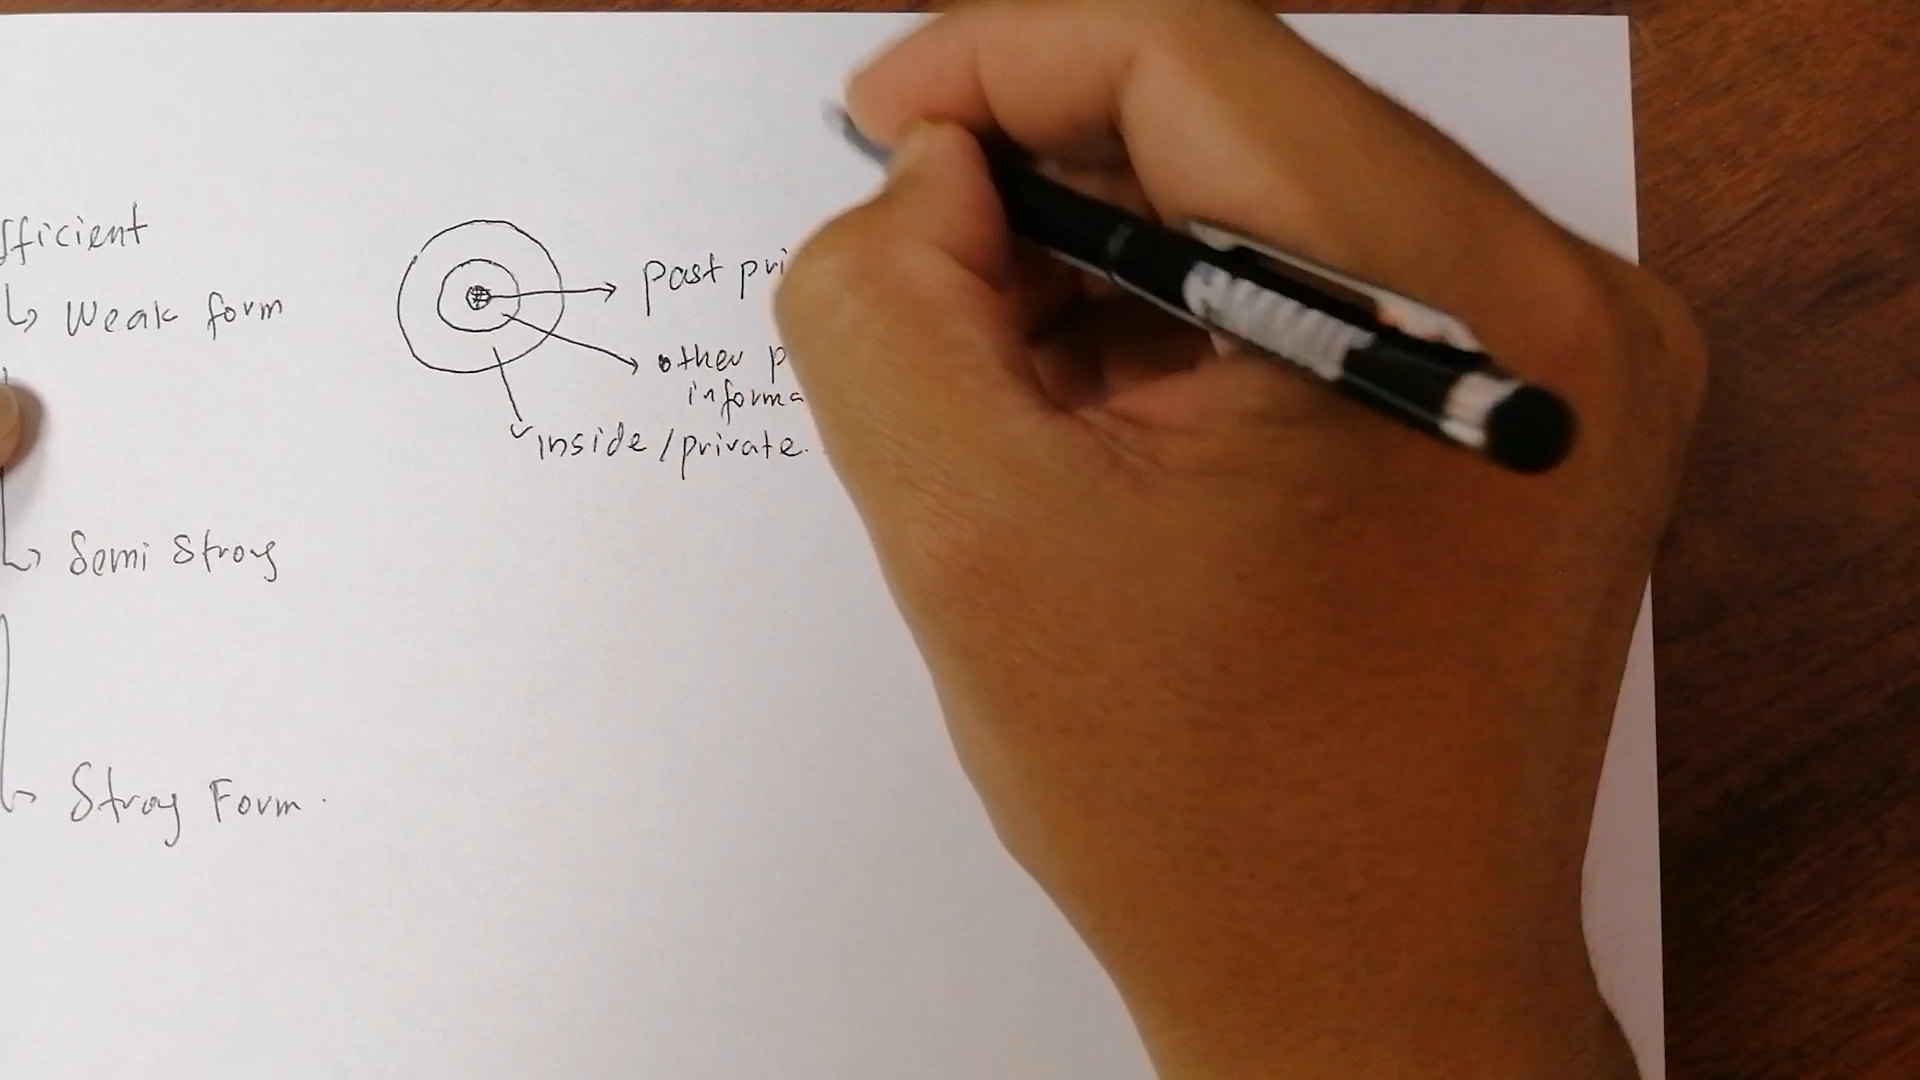 fficient
Weak form
past pri
other p
informa
inside/private.
Semi Strong
Strong Form.